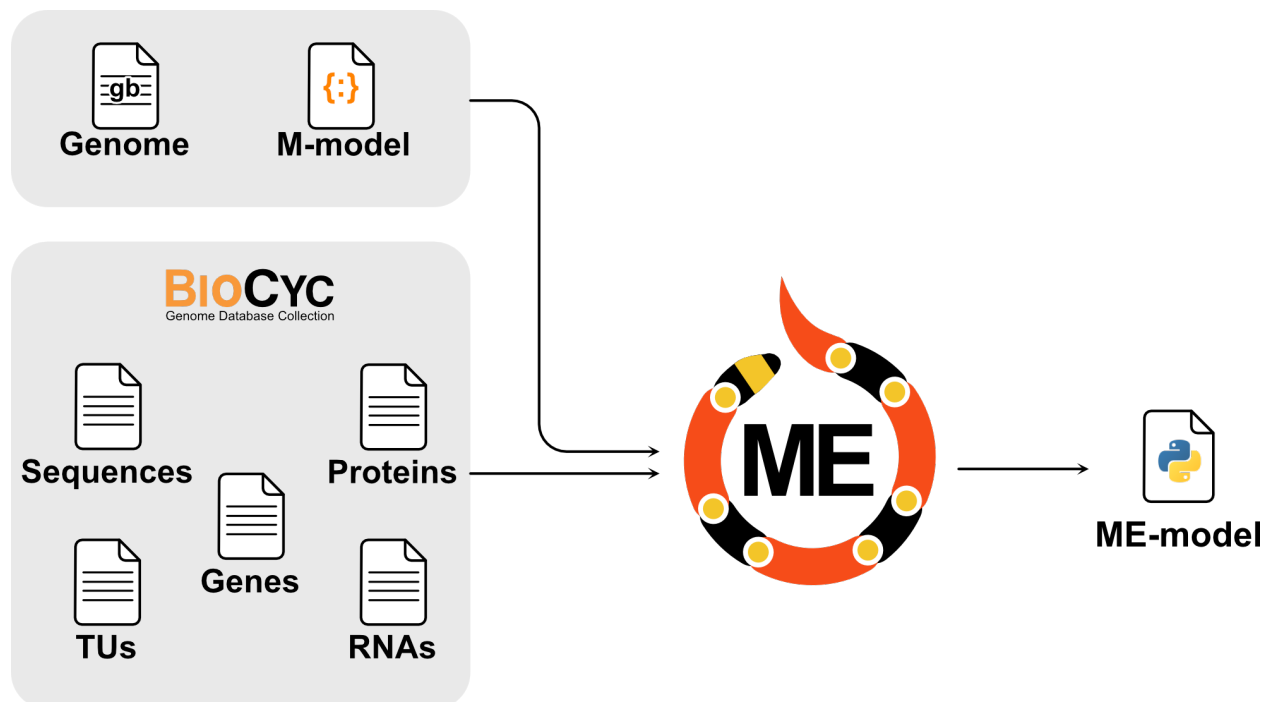 gb
{:}
Genome
M-model
BIOCYC
Genome Database Collection
Sequences
Proteins
Genes
TUs
RNAs
ME
ME-model